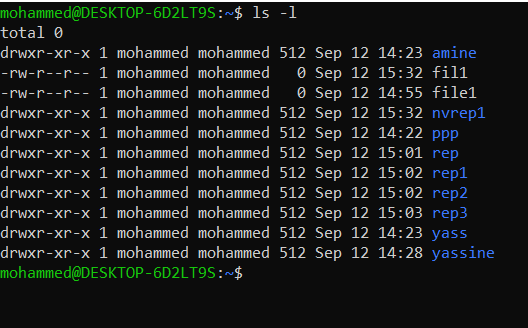 mohammed@DESKTOP-6D2LT9S:~$ ls -l
total 0
drwxr-xr-x 1 mohammed mohammed 512 Sep 12 14:23 amine
-rw-r--r-- 1 mohammed mohammed   0 Sep 12 15:32 fil1
-rw-r--r-- 1 mohammed mohammed   0 Sep 12 14:55 file1
drwxr-xr-x 1 mohammed mohammed 512 Sep 12 15:32 nvrep1
drwxr-xr-x 1 mohammed mohammed 512 Sep 12 14:22 ppp
drwxr-xr-x 1 mohammed mohammed 512 Sep 12 15:01 rep
drwxr-xr-x 1 mohammed mohammed 512 Sep 12 15:02 rep1
drwxr-xr-x 1 mohammed mohammed 512 Sep 12 15:02 rep2
drwxr-xr-x 1 mohammed mohammed 512 Sep 12 15:03 rep3
drwxr-xr-x 1 mohammed mohammed 512 Sep 12 14:23 yass
drwxr-xr-x 1 mohammed mohammed 512 Sep 12 14:28 yassine
mohammed@DESKTOP-6D2LT9S:~$